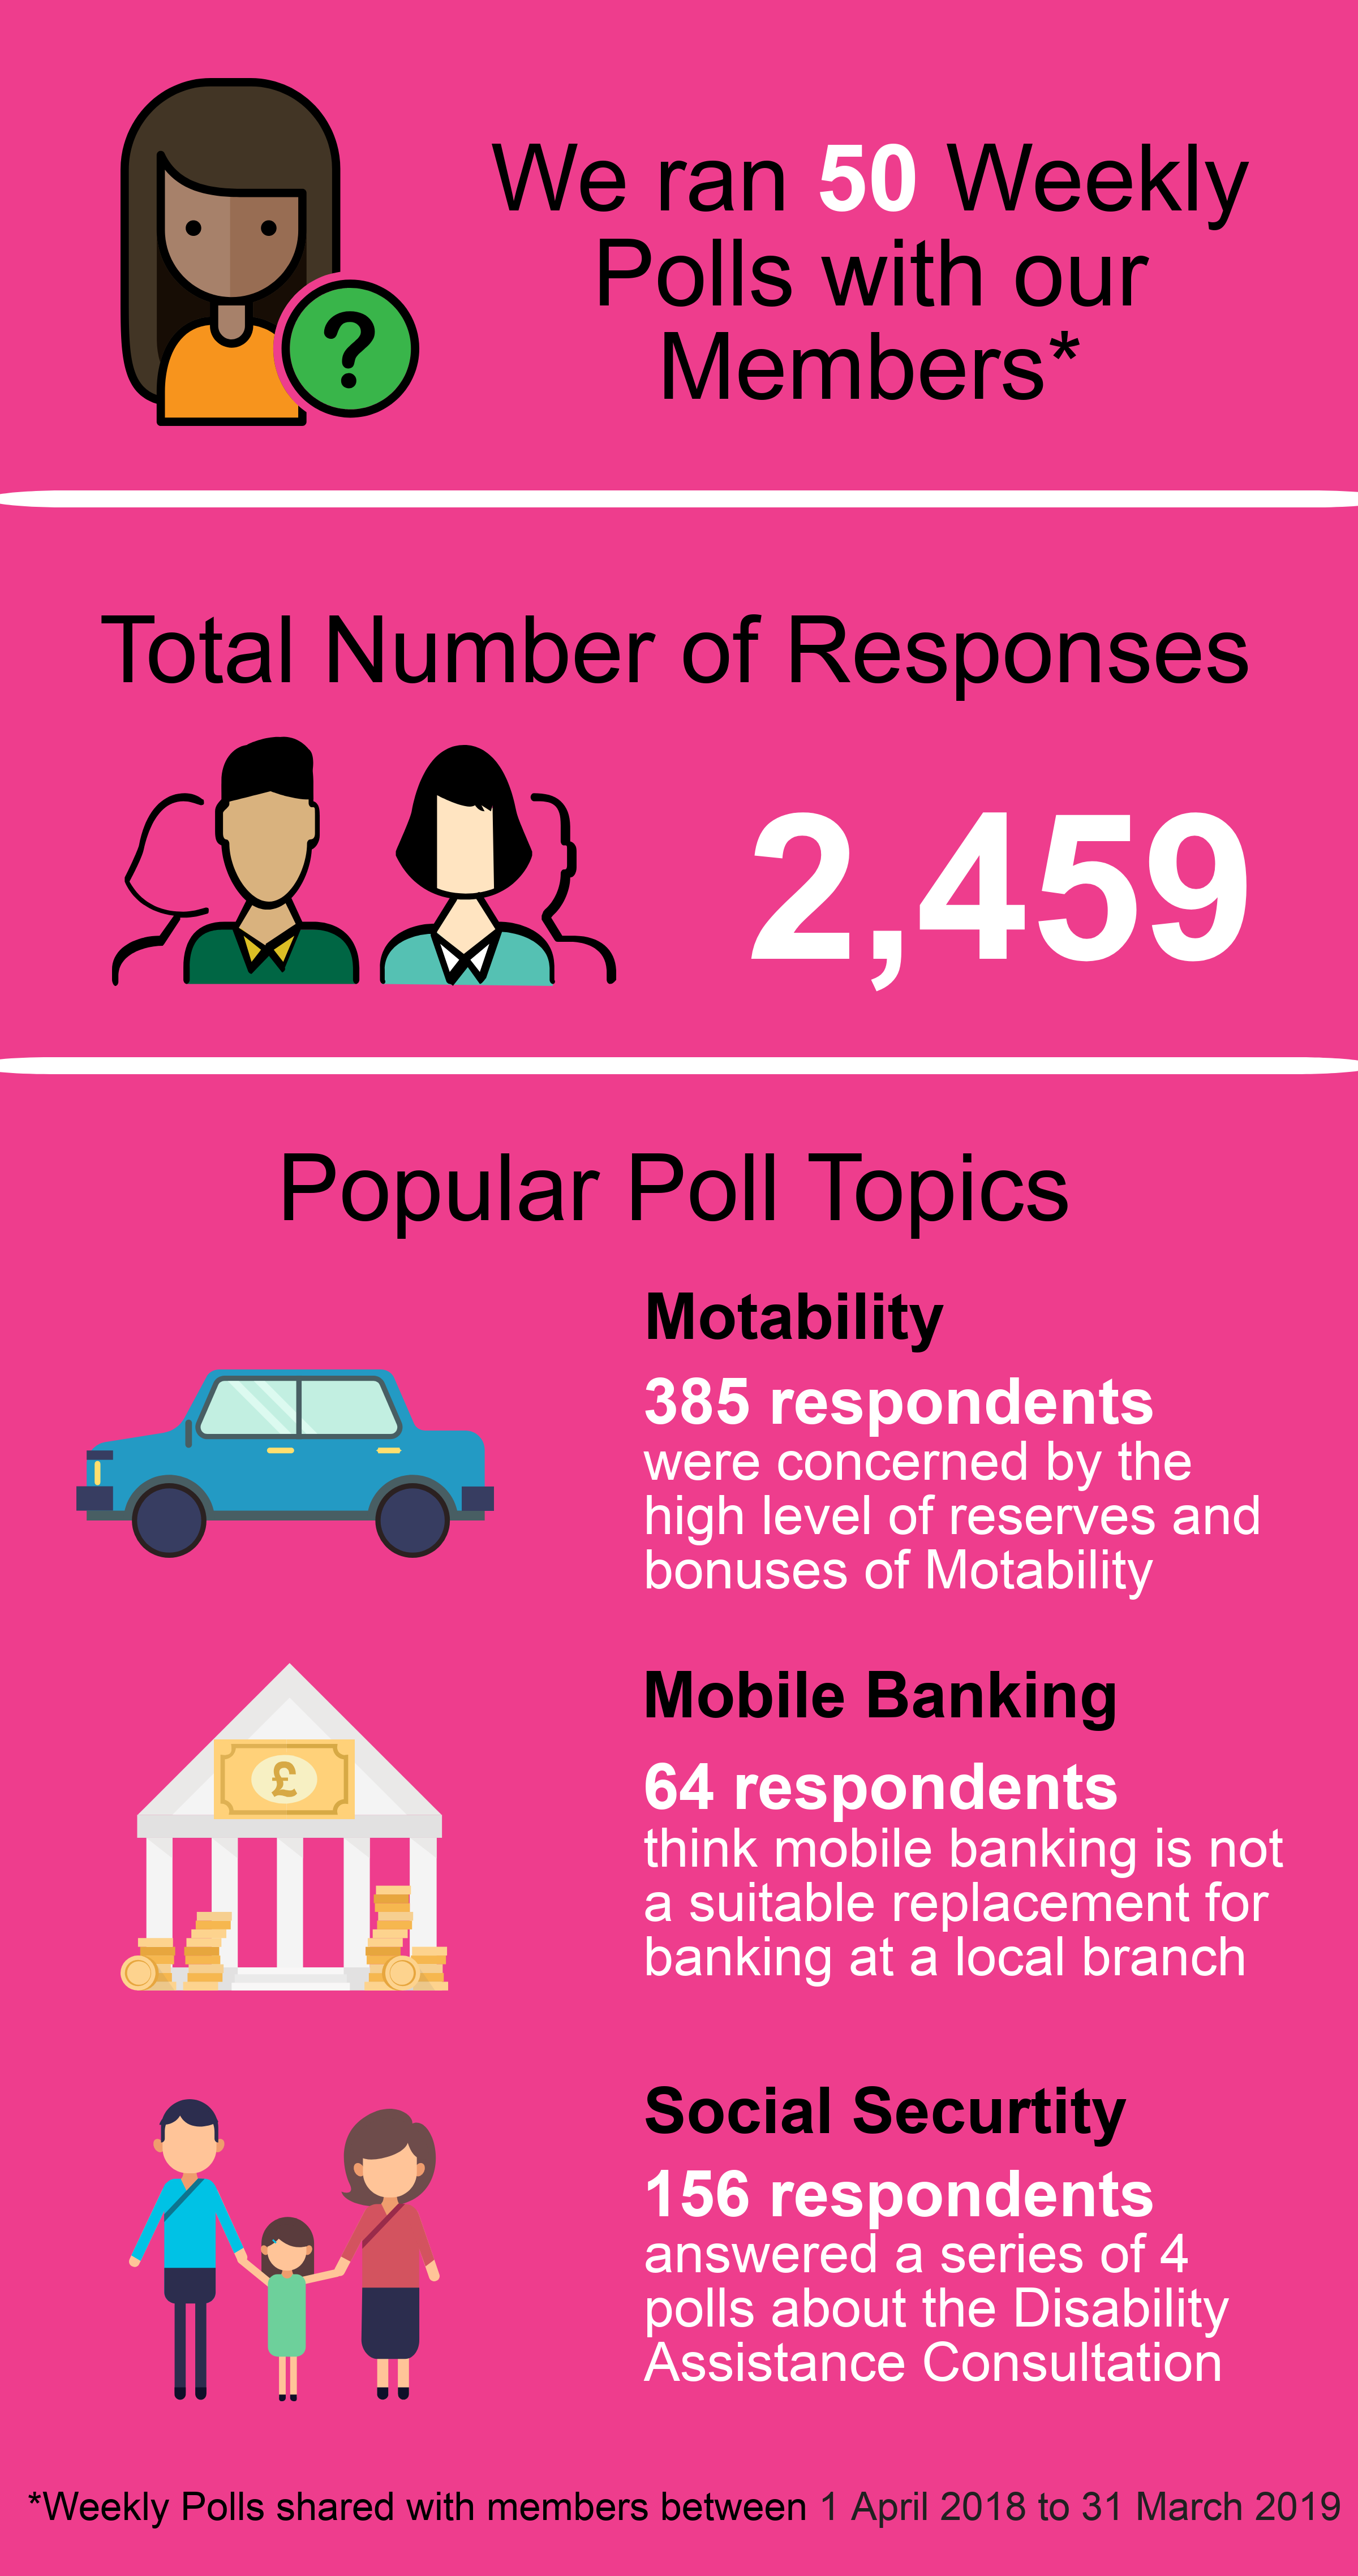 We ran 50 Weekly
Polls with our
Members*
?
Total Number of Responses
2,459
Popular Poll Topics
Motability
385 respondents
were concerned by the
high level of reserves and
bonuses of Motability
£
Mobile Banking
64 respondents
think mobile banking is not
a suitable replacement for
banking at a local branch
Social Securtity
156 respondents
answered a series of 4
polls about the Disability
Assistance Consultation
*Weekly Polls shared with members between 1 April 2018 to 31 March 2019